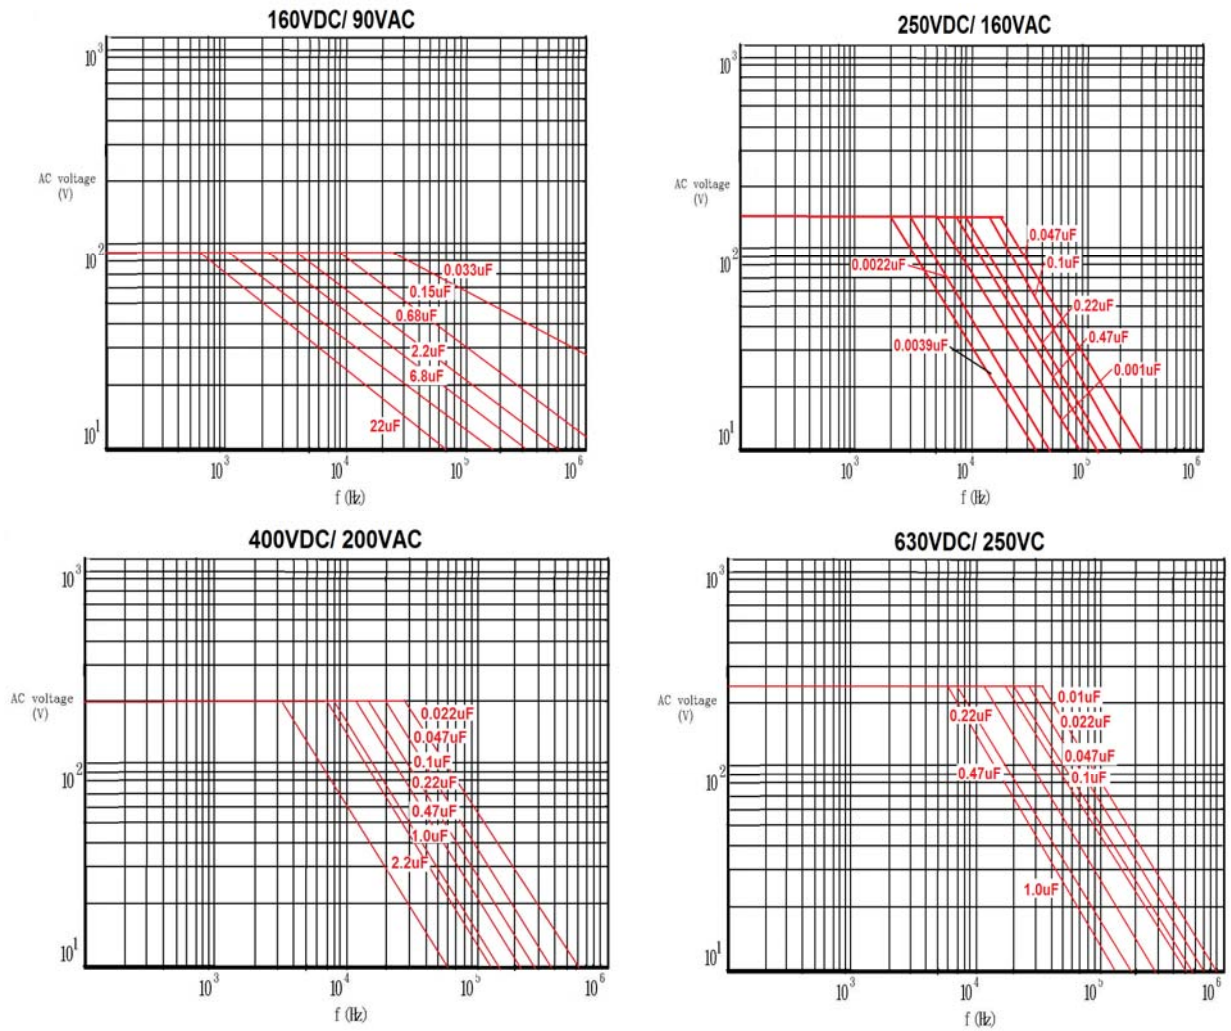 160VDC/ 90VAC
10³
AC voltage
(V)
10²
10¹
0.033uF
0.15uF
0.68uF
2.2uF
6.8uF
22uF
10³ 10⁴ 10⁵ 10⁶
f (Hz)
250VDC/ 160VAC
10³
AC voltage
(V)
10²
10¹
0.047uF
0.1uF
0.0022uF
0.22uF
0.47uF
0.0039uF
0.001uF
10³ 10⁴ 10⁵ 10⁶
f (Hz)
400VDC/ 200VAC
10³
AC voltage
(V)
10²
10¹
0.022uF
0.047uF
0.1uF
0.22uF
0.47uF
1.0uF
2.2uF
10³ 10⁴ 10⁵ 10⁶
f (Hz)
630VDC/ 250VC
10³
AC voltage
(V)
10²
10¹
0.01uF
0.22uF
0.022uF
0.047uF
0.47uF
0.1uF
1.0uF
10³ 10⁴ 10⁵ 10⁶
f (Hz)